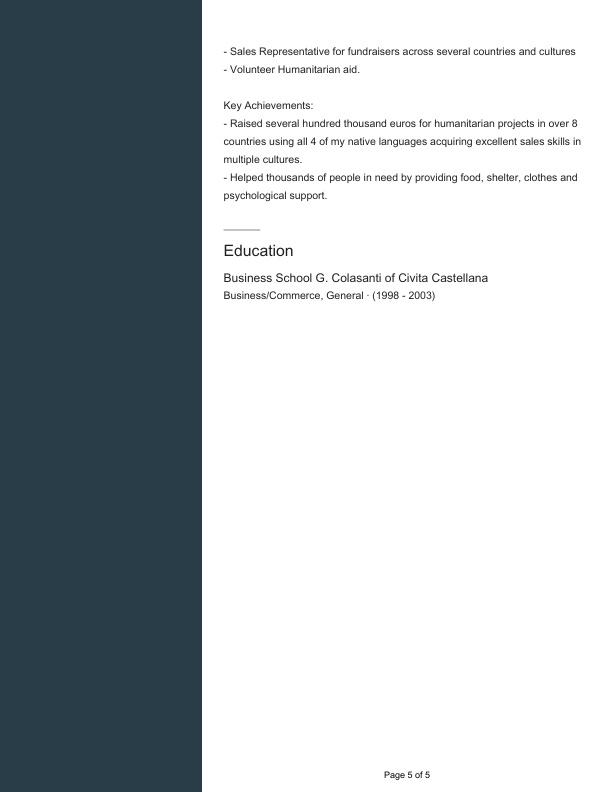 - Sales Representative for fundraisers across several countries and cultures
- Volunteer Humanitarian aid.
Key Achievements:
- Raised several hundred thousand euros for humanitarian projects in over 8
countries using all 4 of my native languages acquiring excellent sales skills in
multiple cultures.
- Helped thousands of people in need by providing food, shelter, clothes and
psychological support.
Education
Business School G. Colasanti of Civita Castellana
Business/Commerce, General · (1998 - 2003)
Page 5 of 5